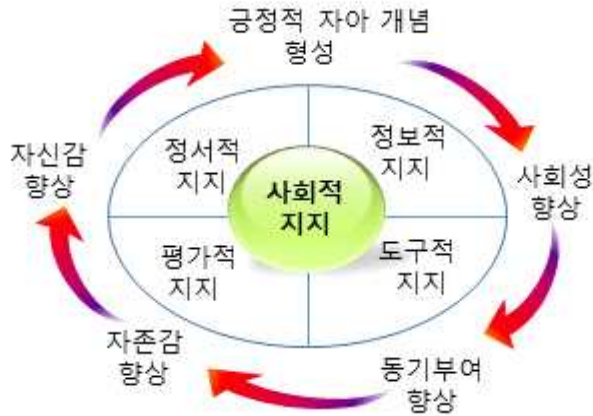 긍정적 자아 개념
형성
자신감
향상
정서적
지지
정보적
지지
사회성
향상
사회적
지지
평가적
지지
도구적
지지
자존감
향상
동기부여
향상